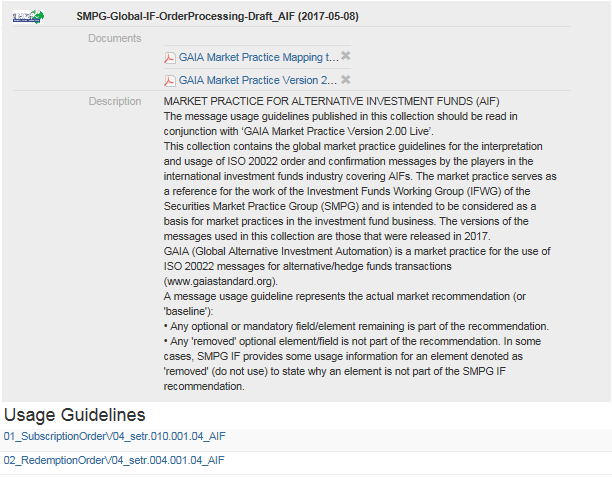 SMPG-Global-IF-OrderProcessing-Draft_AIF (2017-05-08)
Documents
GAIA Market Practice Mapping t...
GAIA Market Practice Version 2...
Description
MARKET PRACTICE FOR ALTERNATIVE INVESTMENT FUNDS (AIF)
The message usage guidelines published in this collection should be read in
conjunction with ‘GAIA Market Practice Version 2.00 Live’.
This collection contains the global market practice guidelines for the interpretation
and usage of ISO 20022 order and confirmation messages by the players in the
international investment funds industry covering AIFs. The market practice serves as
a reference for the work of the Investment Funds Working Group (IFWG) of the
Securities Market Practice Group (SMPG) and is intended to be considered as a
basis for market practices in the investment fund business. The versions of the
messages used in this collection are those that were released in 2017.
GAIA (Global Alternative Investment Automation) is a market practice for the use of
ISO 20022 messages for alternative/hedge funds transactions
(www.gaiastandard.org).
A message usage guideline represents the actual market recommendation (or
'baseline'):
• Any optional or mandatory field/element remaining is part of the recommendation.
• Any 'removed' optional element/field is not part of the recommendation. In some
cases, SMPG IF provides some usage information for an element denoted as
'removed' (do not use) to state why an element is not part of the SMPG IF
recommendation.
Usage Guidelines
01_SubscriptionOrderV04_setr.010.001.04_AIF
02_RedemptionOrderV04_setr.004.001.04_AIF